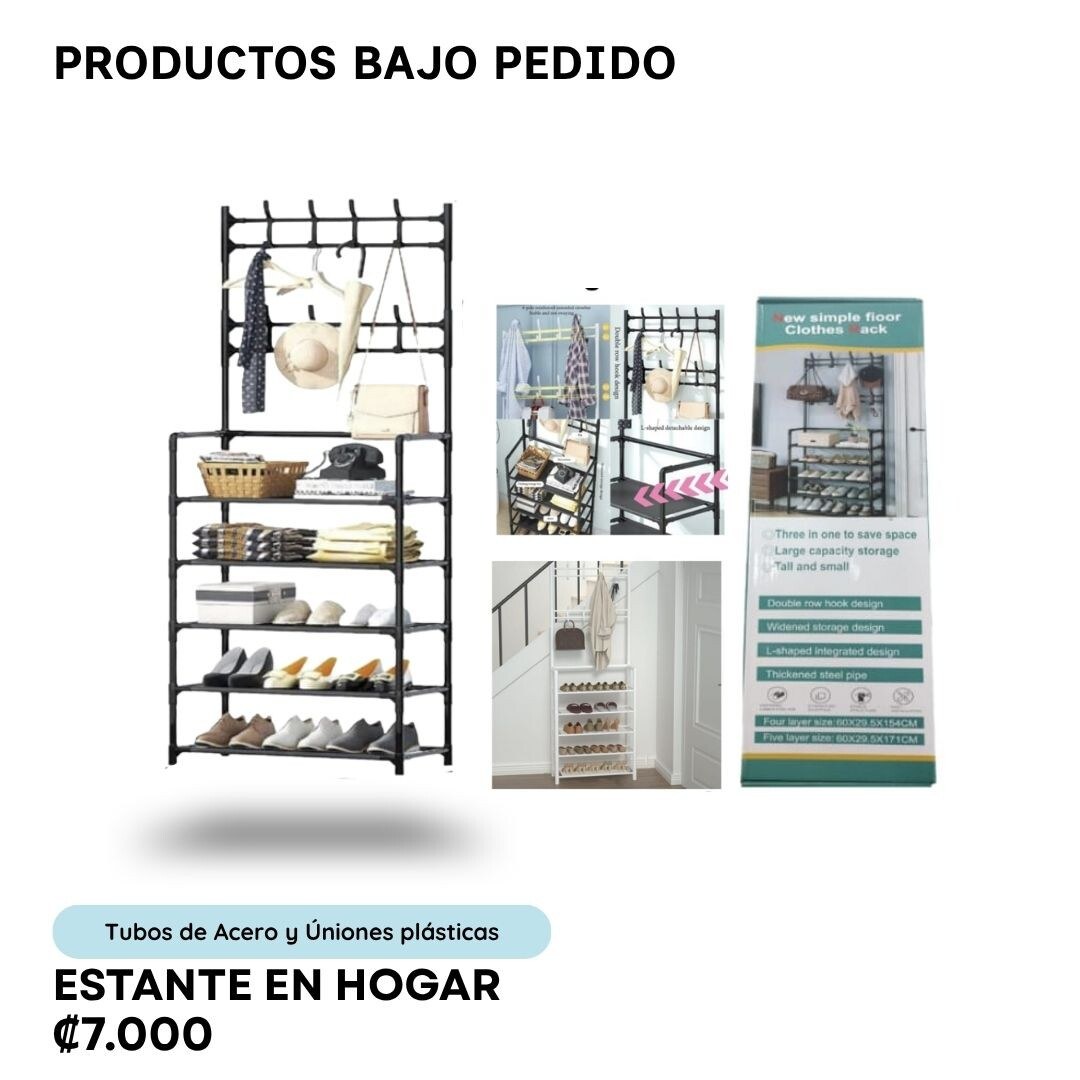 PRODUCTOS BAJO PEDIDO
Double row hook design
L-shaped detachable design
New simple floor
Clothes Rack
Three in one to save space
Large capacity storage
Tall and small
Double row hook design
Widened storage design
L-shaped integrated design
Thickened steel pipe
Four layer size:60X29.5X154CM
Five layer size:60X29.5X171CM
Tubos de Acero y Úniones plásticas
ESTANTE EN HOGAR
₡7.000